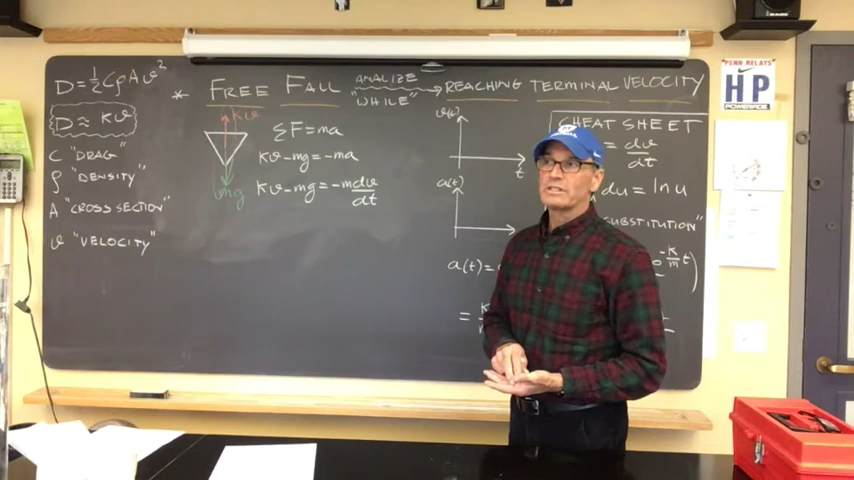 D = ½ CρAv²
D ≈ kv
C "DRAG"
ρ "DENSITY"
A "CROSS SECTION"
v "VELOCITY"
* FREE FALL ANALIZE "WHILE" REACHING TERMINAL VELOCITY
kv
mg
ΣF = ma
kv - mg = -ma
kv - mg = -m dv/dt
v(t)
t
a(t)
a(t) =
=
CHEAT SHEET
= dv/dt
du = ln u
SUBSTITUTION"
-k/m t)
PENN RELAYS
HP